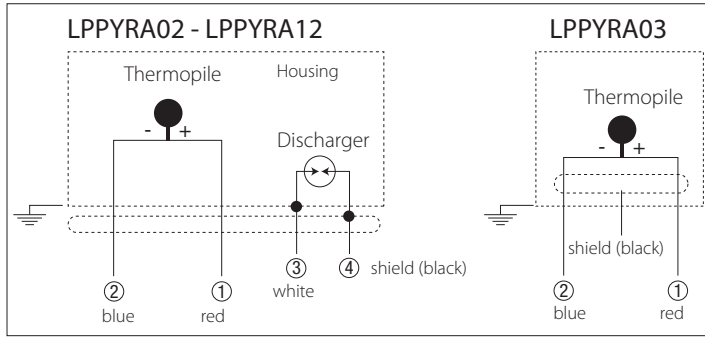 LPPYRA02 - LPPYRA12
Thermopile
Housing
- +
Discharger
③
④ shield (black)
white
② ①
blue red
LPPYRA03
Thermopile
- +
shield (black)
② ①
blue red